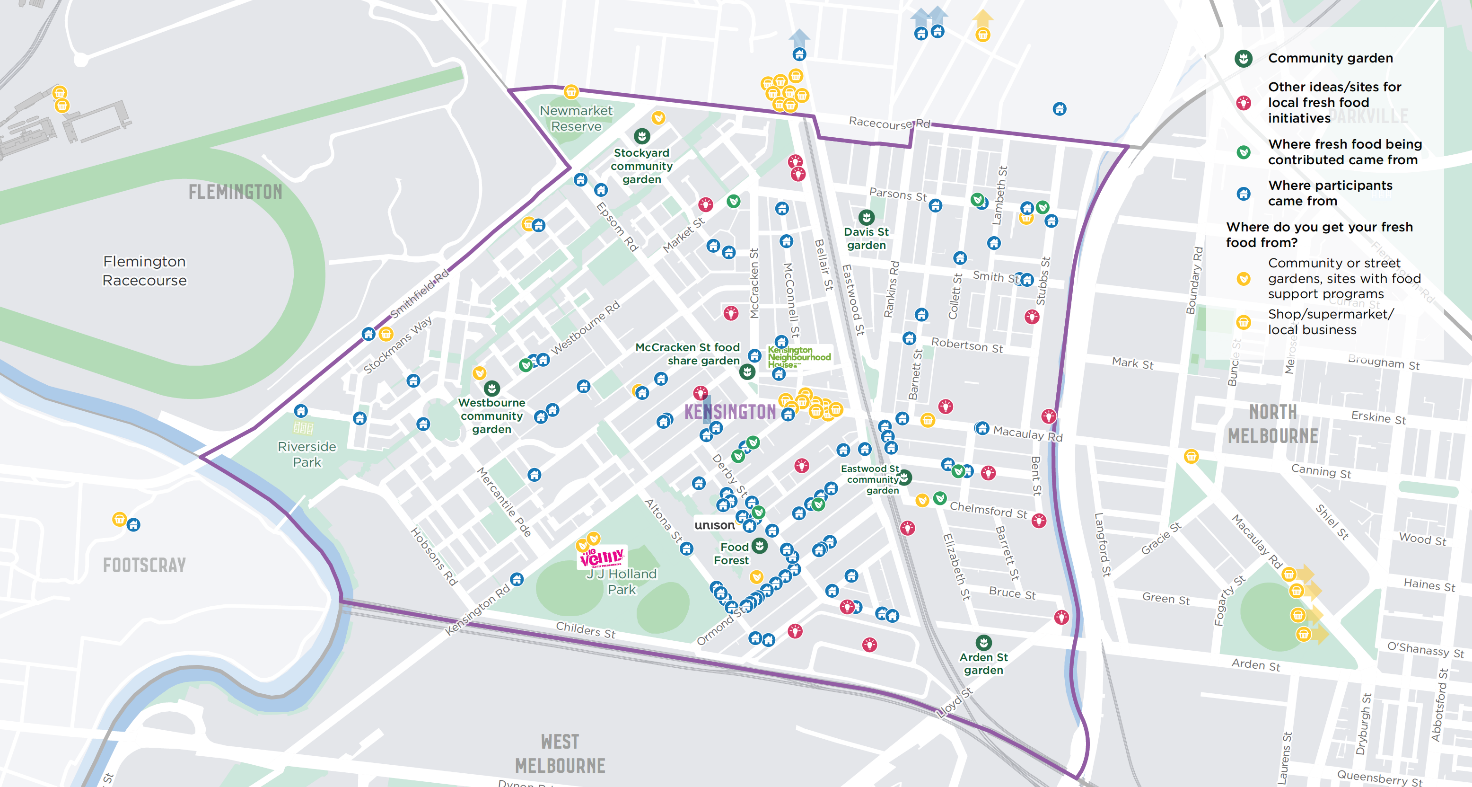 Community garden
Other ideas/sites for
local fresh food
initiatives
Where fresh food being
contributed came from
Where participants
came from
Where do you get your fresh
food from?
Community or street
gardens, sites with food
support programs
Shop/supermarket/
local business
PARKVILLE
Newmarket
Reserve
Racecourse Rd
Stockyard
community
garden
FLEMINGTON
Flemington
Racecourse
Epsom Rd
Market St
Parsons St
Lambeth St
Davis St
garden
Bellair St
Eastwood St
McCracken St
McConnell St
Rankins Rd
Collett St
Smith St
Stubbs St
Boundary Rd
Smithfield Rd
Stockmans Way
Westbourne Rd
McCracken St food
share garden
Kensington
Neighbourhood
House
Robertson St
Barnett St
Mark St
Brougham St
Westbourne
community
garden
KENSINGTON
NORTH
MELBOURNE
Erskine St
Macaulay Rd
Riverside
Park
Canning St
Mercantile Pde
Derby St
Eastwood St
community
garden
Bent St
Altona St
unison
Chelmsford St
Shiel St
Macaulay Rd
Gracie St
Langford St
Wood St
Hobsons Rd
Food
Forest
Elizabeth St
Barrett St
FOOTSCRAY
The Venny
J J Holland
Park
Haines St
Fogarty St
Green St
Bruce St
Kensington Rd
Childers St
Ormond St
Arden St
garden
Arden St
O'Shanassy St
Lloyd St
Abbotsford St
Dryburgh St
Laurens St
WEST
MELBOURNE
Queensberry St